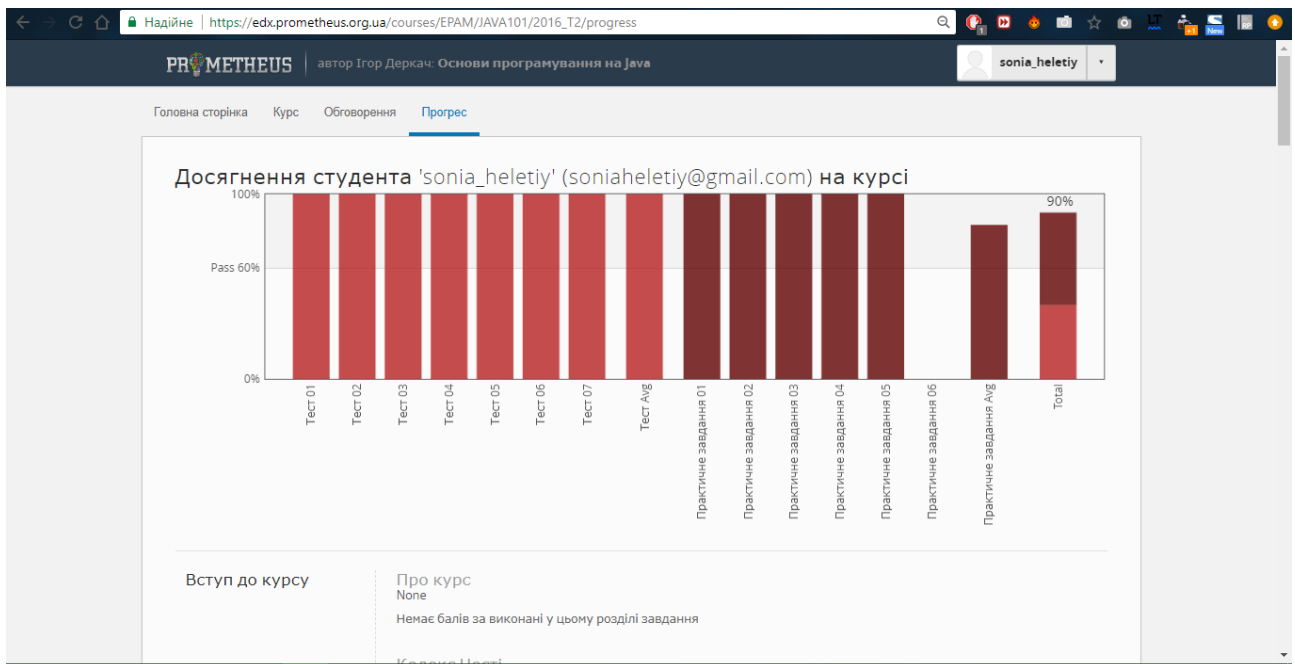 Надійне | https://edx.prometheus.org.ua/courses/EPAM/JAVA101/2016_T2/progress
1
+1
New
RP
PROMETHEUS
автор Ігор Деркач: Основи програмування на Java
sonia_heletiy
Головна сторінка Курс Обговорення Прогрес
Досягнення студента 'sonia_heletiy' (soniaheletiy@gmail.com) на курсі
100%
90%
Pass 60%
0%
Тест 01
Тест 02
Тест 03
Тест 04
Тест 05
Тест 06
Тест 07
Тест Avg
Практичне завдання 01
Практичне завдання 02
Практичне завдання 03
Практичне завдання 04
Практичне завдання 05
Практичне завдання 06
Практичне завдання Avg
Total
Вступ до курсу
Про курс
None
Немає балів за виконані у цьому розділі завдання